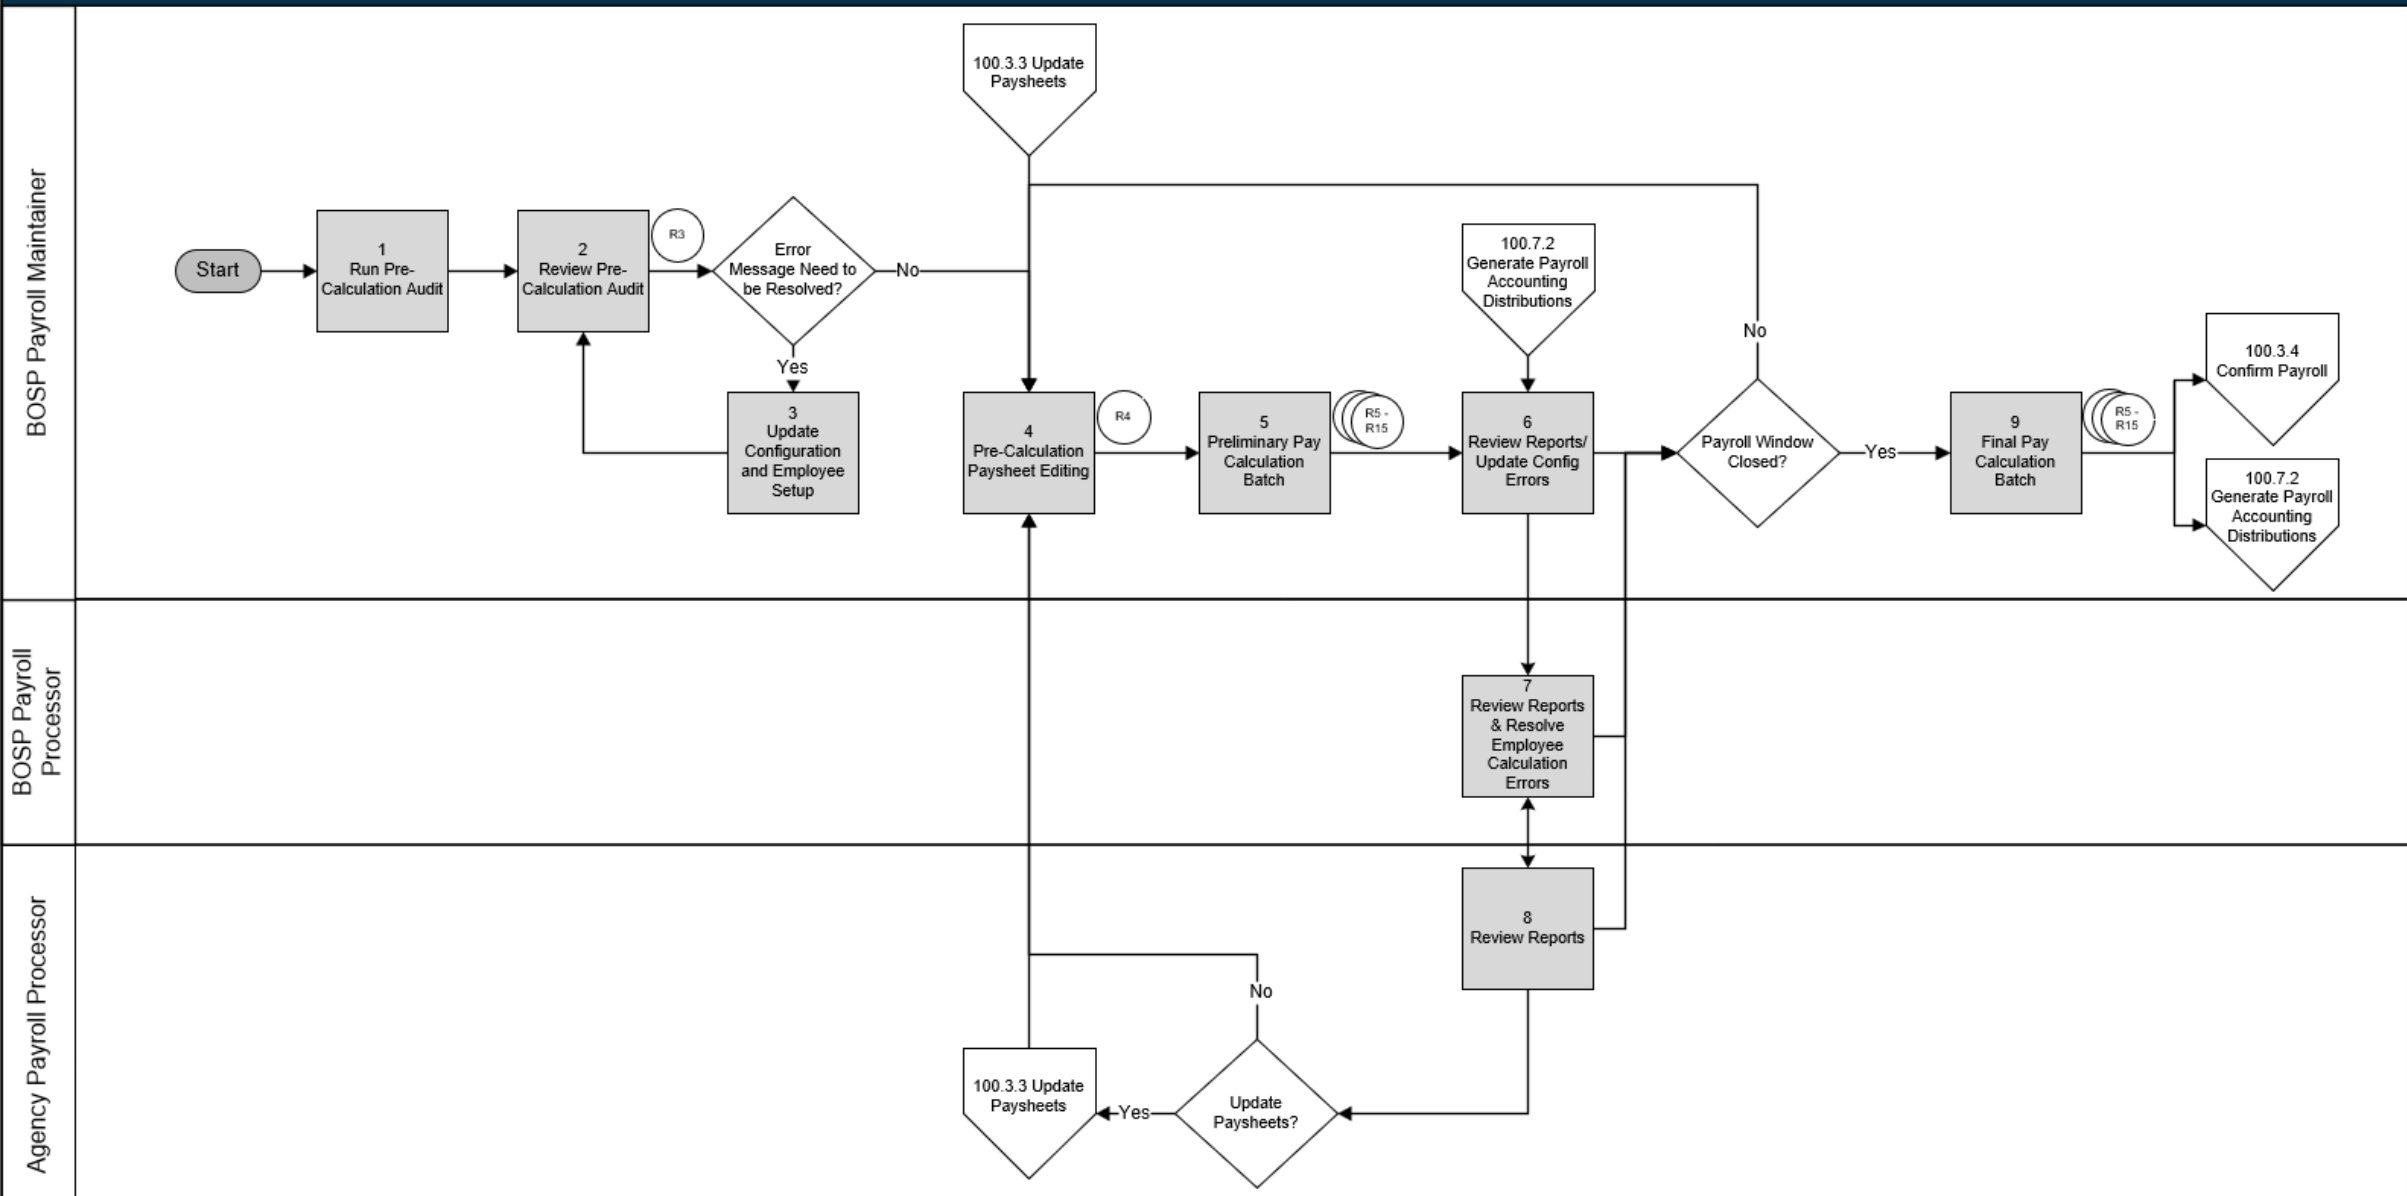 BOSP Payroll Maintainer
100.3.3 Update
Paysheets
Start
1
Run Pre-
Calculation Audit
2
Review Pre-
Calculation Audit
R3
Error
Message Need to
be Resolved?
No
Yes
3
Update
Configuration
and Employee
Setup
4
Pre-Calculation
Paysheet Editing
R4
5
Preliminary Pay
Calculation
Batch
R5 -
R15
100.7.2
Generate Payroll
Accounting
Distributions
6
Review Reports/
Update Config
Errors
No
Payroll Window
Closed?
Yes
9
Final Pay
Calculation
Batch
R5 -
R15
100.3.4
Confirm Payroll
100.7.2
Generate Payroll
Accounting
Distributions
BOSP Payroll
Processor
7
Review Reports
& Resolve
Employee
Calculation
Errors
Agency Payroll Processor
8
Review Reports
No
Update
Paysheets?
Yes
100.3.3 Update
Paysheets